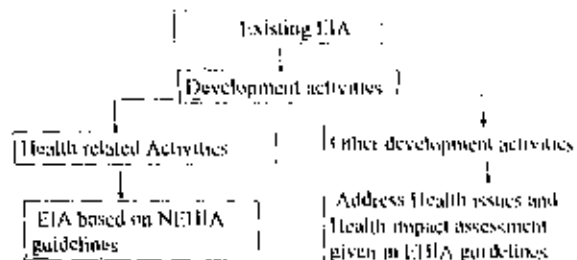 Existing EIA
Development activities
Health related Activities
Other development activities
EIA based on NEHIA
guidelines
Address Health issues and
Health impact assessment
given in EHIA guidelines